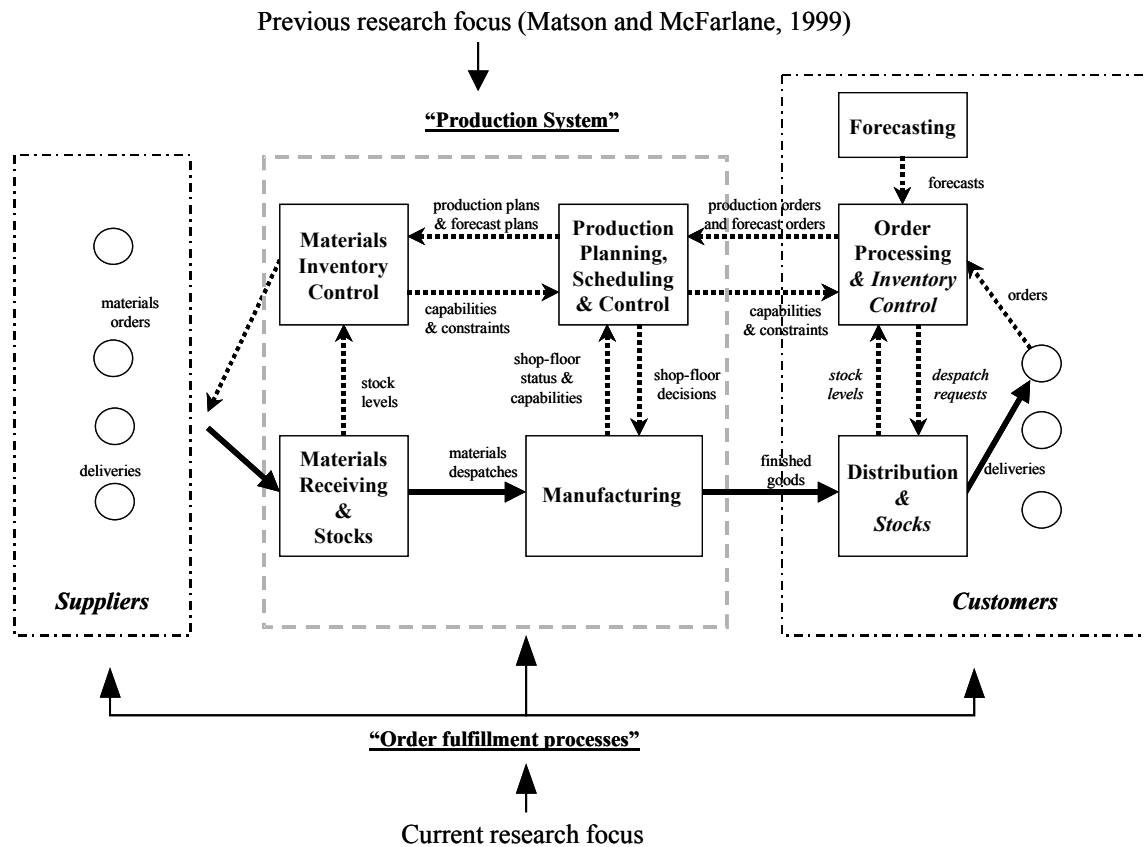 Previous research focus (Matson and McFarlane, 1999)
“Production System”
Forecasting
forecasts
production plans
& forecast plans
production orders
and forecast orders
Materials
Inventory
Control
Production
Planning,
Scheduling
& Control
Order
Processing
& Inventory
Control
materials
orders
capabilities
& constraints
capabilities
& constraints
orders
stock
levels
shop-floor
status &
capabilities
shop-floor
decisions
stock
levels
despatch
requests
deliveries
Materials
Receiving
&
Stocks
materials
despatches
Manufacturing
finished
goods
Distribution
&
Stocks
deliveries
Suppliers
Customers
“Order fulfillment processes”
Current research focus